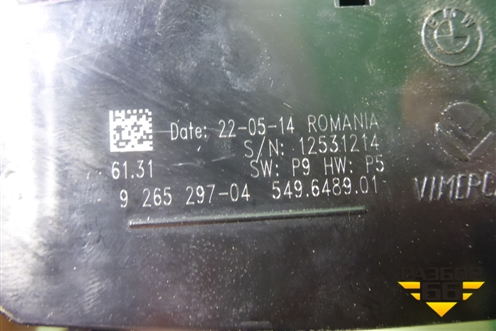 BMW
Date: 22-05-14 ROMANIA
S/N: 12531214
61.31 SW: P9 HW: P5
9 265 297-04 549.6489.01